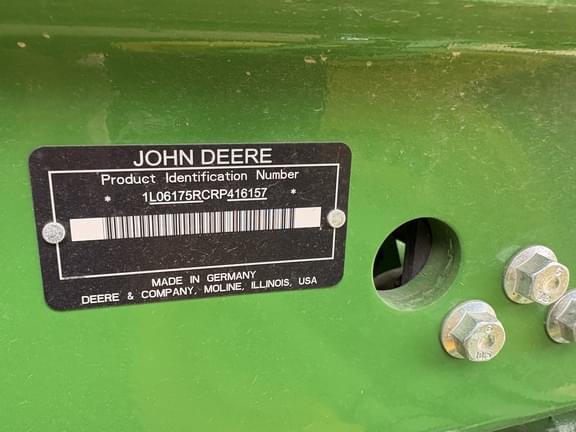 JOHN DEERE
Product Identification Number
* 1L06175RCRP416157 *
MADE IN GERMANY
DEERE & COMPANY, MOLINE, ILLINOIS, USA